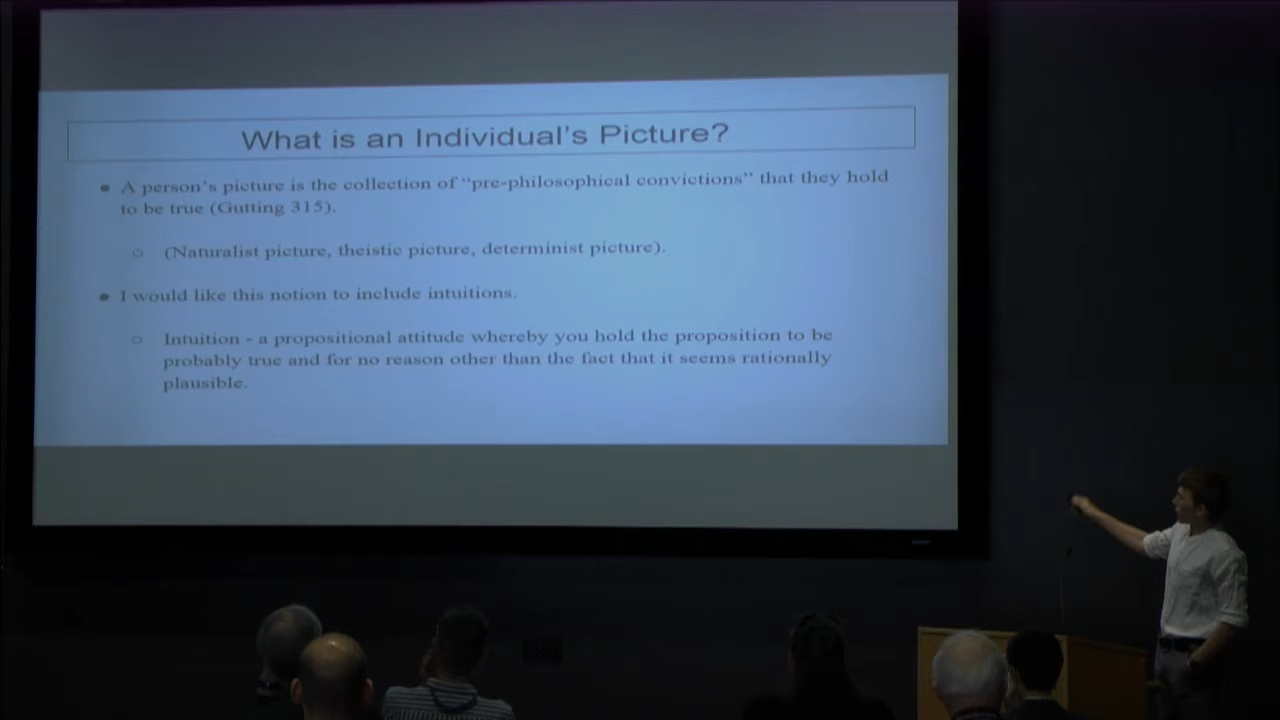 What is an Individual's Picture?
● A person's picture is the collection of "pre-philosophical convictions" that they hold
to be true (Gutting 315).
○ (Naturalist picture, theistic picture, determinist picture).
● I would like this notion to include intuitions.
○ Intuition - a propositional attitude whereby you hold the proposition to be
probably true and for no reason other than the fact that it seems rationally
plausible.